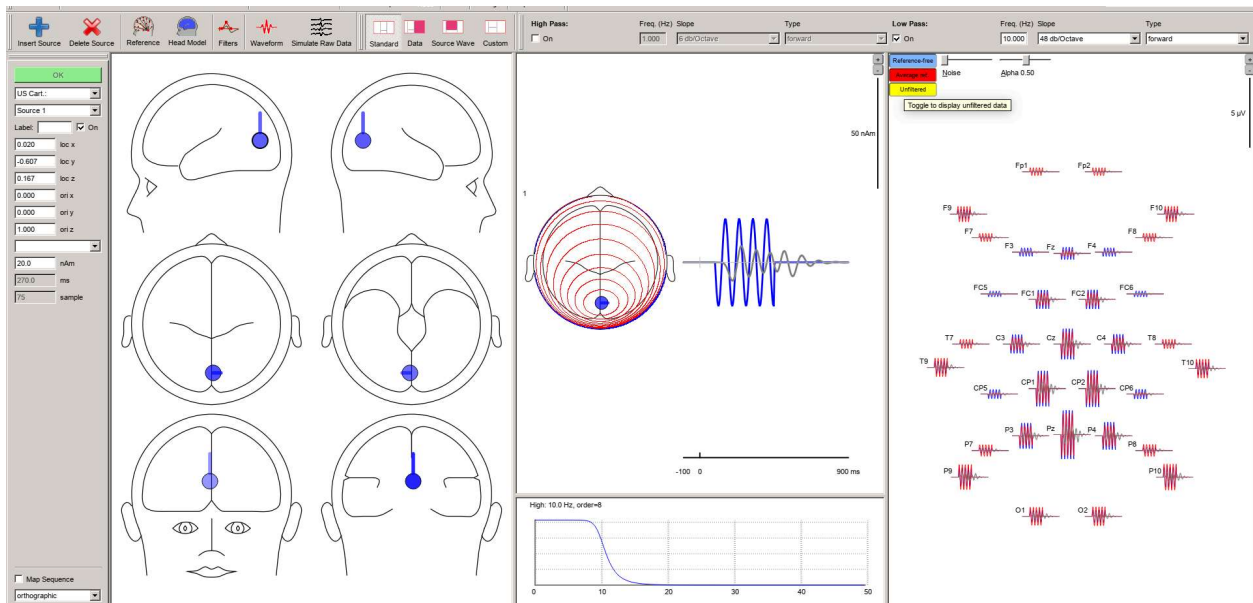 Insert Source
Delete Source
Reference
Head Model
Filters
Waveform
Simulate Raw Data
Standard
Data
Source Wave
Custom
High Pass:
Freq. (Hz)
Slope
Type
On
1.000
6 db/Octave
forward
Low Pass:
Freq. (Hz)
Slope
Type
On
10.000
48 db/Octave
forward
OK
US Cart.:
Source 1
Label:
On
0.020 loc x
-0.607 loc y
0.167 loc z
0.000 ori x
0.000 ori y
1.000 ori z
20.0 nAm
270.0 ms
75 sample
Map Sequence
orthographic
+
-
50 nAm
1
-100 0 900 ms
High: 10.0 Hz, order=8
0 10 20 30 40 50
Reference-free
Average ref.
Unfiltered
Noise
Alpha 0.50
Toggle to display unfiltered data
+
-
5 µV
Fp1 Fp2
F9 F10
F7 F8
F3 Fz F4
FC5 FC1 FC2 FC6
T7 C3 Cz C4 T8
T9 T10
CP5 CP1 CP2 CP6
P3 Pz P4
P7 P8
P9 P10
O1 O2